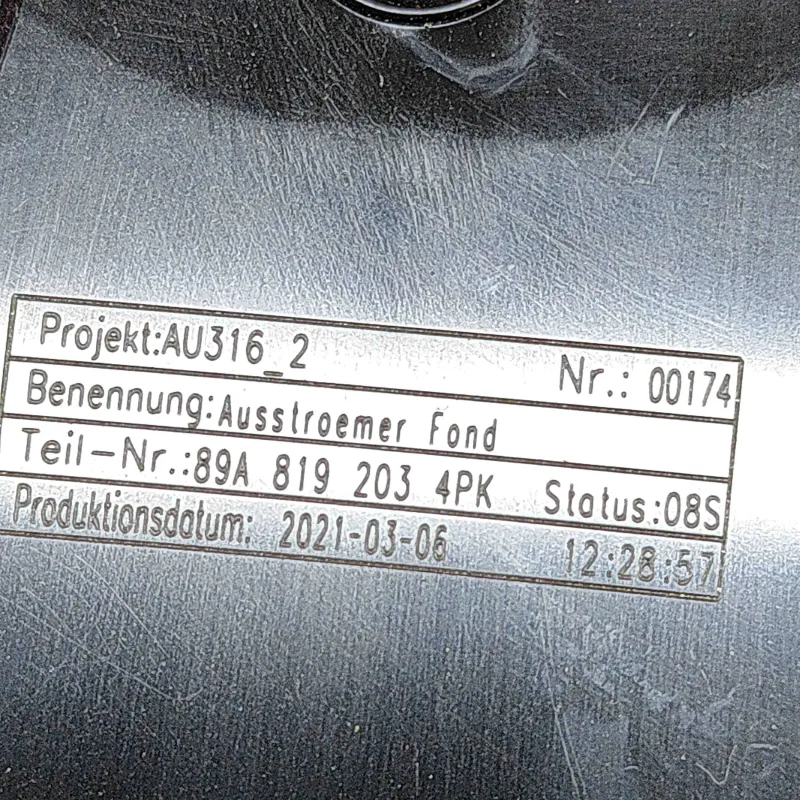 Projekt:AU316_2 Nr.: 00174
Benennung:Ausstroemer Fond
Teil-Nr.:89A 819 203 4PK Status:08S
Produktionsdatum: 2021-03-06 12:28:57